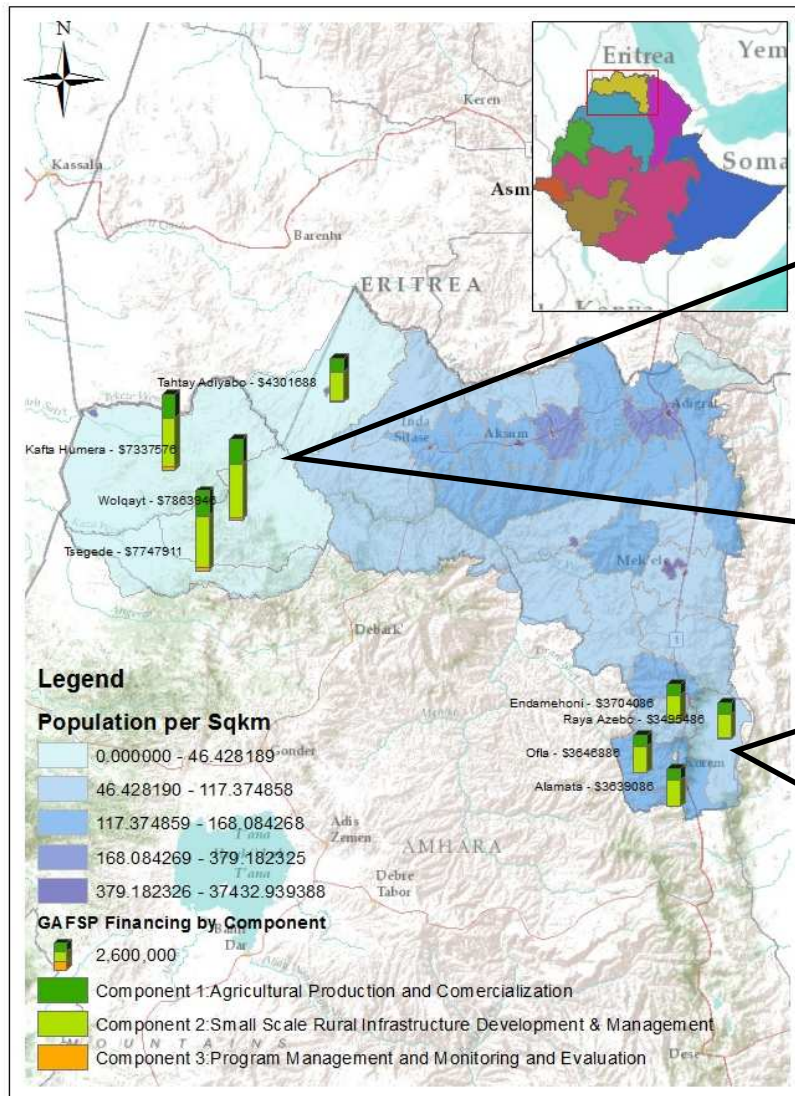 N
Eritrea
Yem
Soma
Asm
Keren
Kassala
Barentu
ERITREA
Tahtay Adiyabo - $4301688
Adigrat
Inda
Silase
Aksum
Kafta Humera - $7337576
Wolqayt - $7863946
Tsegede - $7747911
Mek'ele
Debark'
Legend
Endamehoni - $3704086
Raya Azebo - $3495486
Population per Sqkm
Ofla - $3646886
Korem
0.000000 - 46.428189
Gonder
Alamata - $3639086
46.428190 - 117.374858
117.374859 - 168.084268
Adis
Zemen
T'ana
168.084269 - 379.182325
AMHARA
T'ana
379.182326 - 37432.939388
Debre
Tabor
GAFSP Financing by Component
Bahir
Dar
2,600,000
Component 1:Agricultural Production and Comercialization
Component 2:Small Scale Rural Infrastructure Development & Management
MOUNTAINS
Component 3:Program Management and Monitoring and Evaluation
Dese